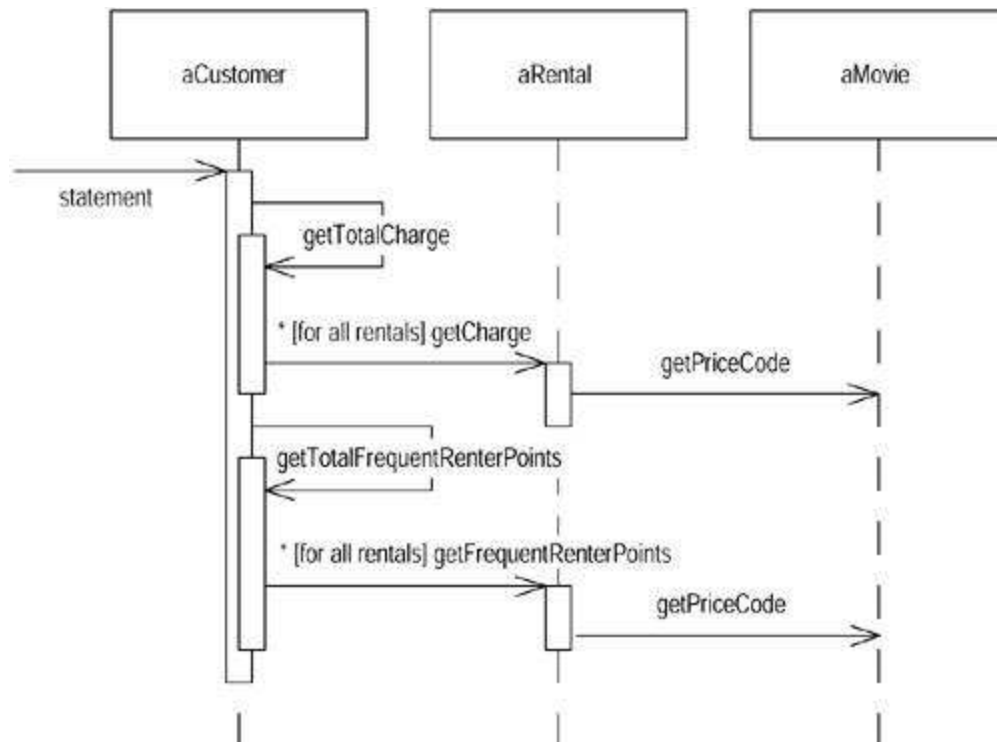 aCustomer
aRental
aMovie
statement
getTotalCharge
* [for all rentals] getCharge
getPriceCode
getTotalFrequentRenterPoints
* [for all rentals] getFrequentRenterPoints
getPriceCode